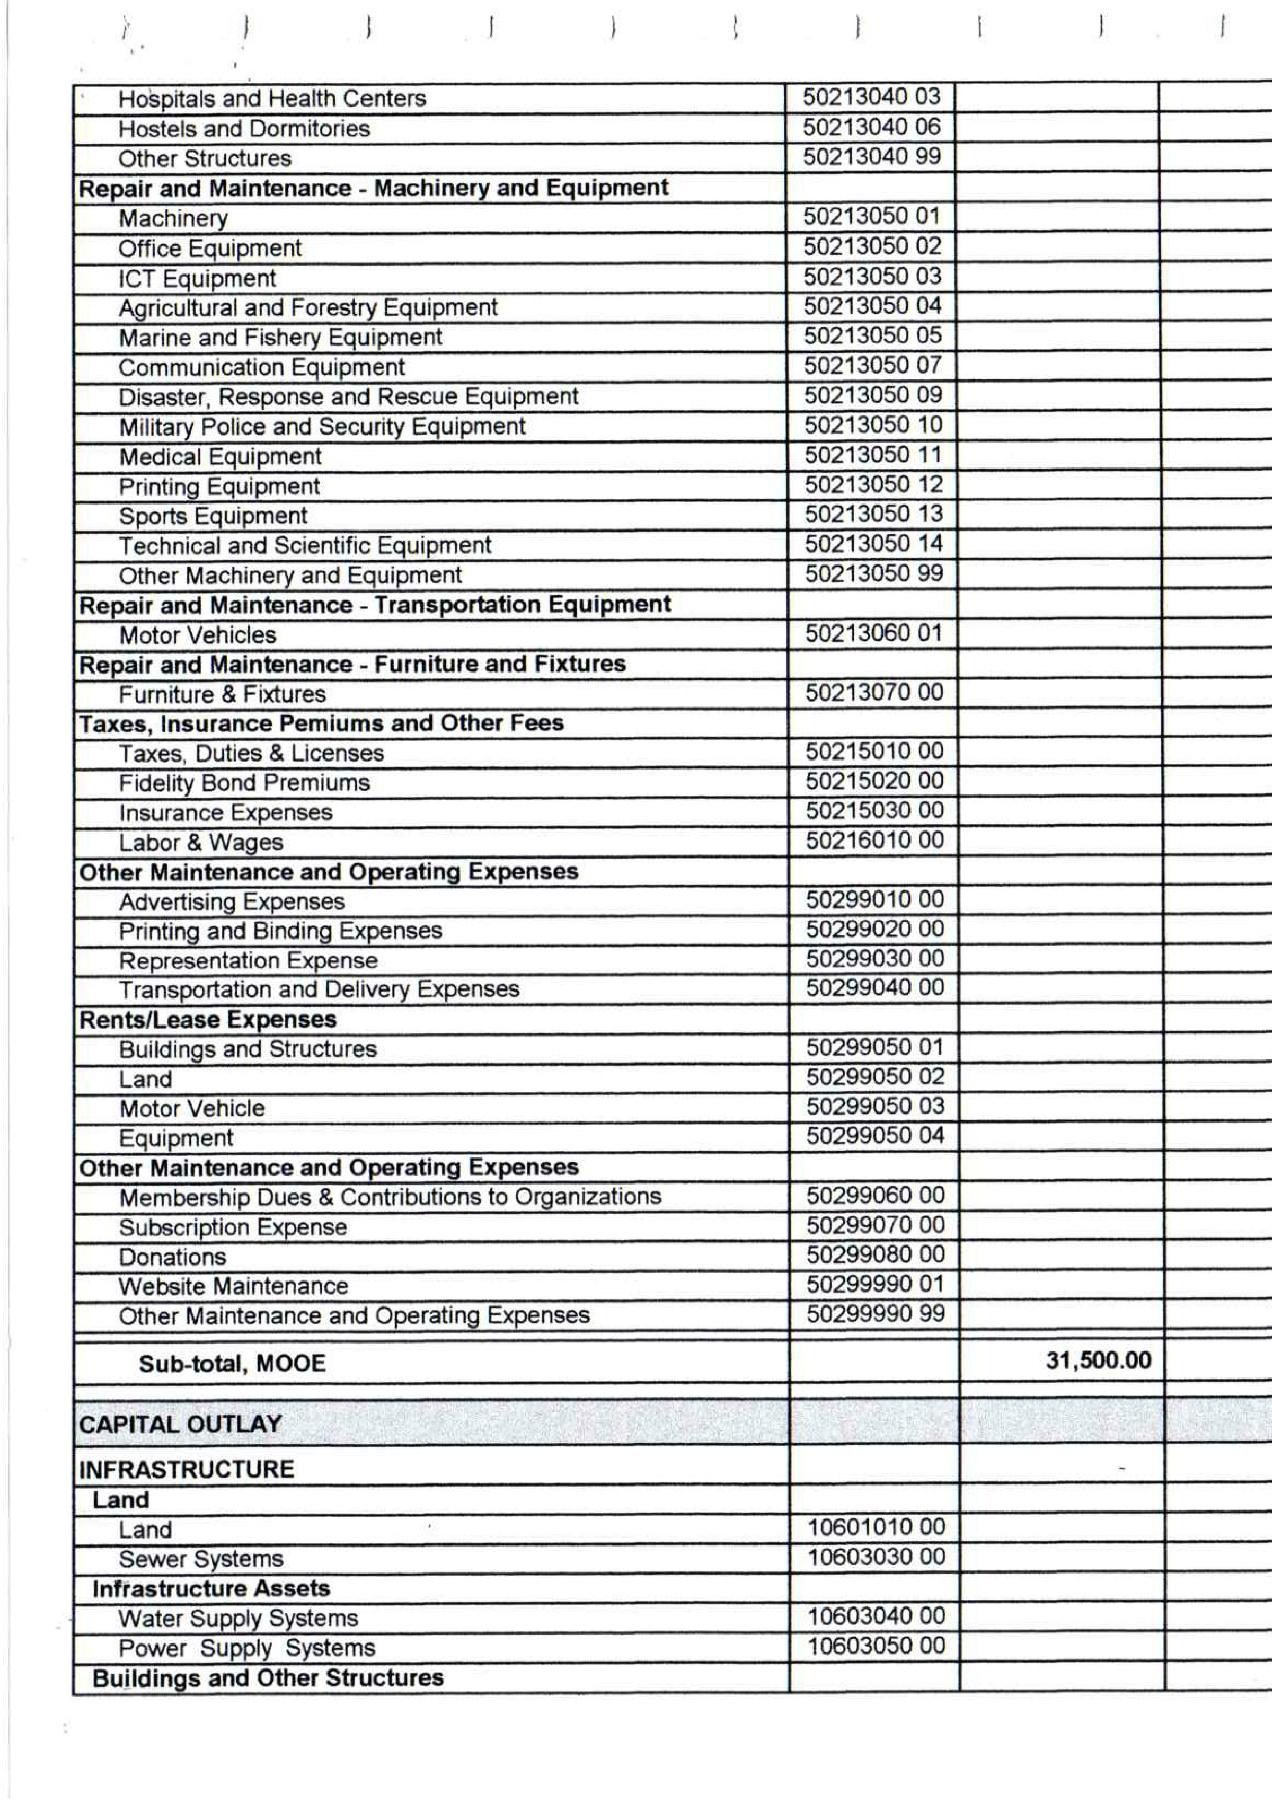 Hospitals and Health Centers 50213040 03
Hostels and Dormitories 50213040 06
Other Structures 50213040 99
Repair and Maintenance - Machinery and Equipment
Machinery 50213050 01
Office Equipment 50213050 02
ICT Equipment 50213050 03
Agricultural and Forestry Equipment 50213050 04
Marine and Fishery Equipment 50213050 05
Communication Equipment 50213050 07
Disaster, Response and Rescue Equipment 50213050 09
Military Police and Security Equipment 50213050 10
Medical Equipment 50213050 11
Printing Equipment 50213050 12
Sports Equipment 50213050 13
Technical and Scientific Equipment 50213050 14
Other Machinery and Equipment 50213050 99
Repair and Maintenance - Transportation Equipment
Motor Vehicles 50213060 01
Repair and Maintenance - Furniture and Fixtures
Furniture & Fixtures 50213070 00
Taxes, Insurance Pemiums and Other Fees
Taxes, Duties & Licenses 50215010 00
Fidelity Bond Premiums 50215020 00
Insurance Expenses 50215030 00
Labor & Wages 50216010 00
Other Maintenance and Operating Expenses
Advertising Expenses 50299010 00
Printing and Binding Expenses 50299020 00
Representation Expense 50299030 00
Transportation and Delivery Expenses 50299040 00
Rents/Lease Expenses
Buildings and Structures 50299050 01
Land 50299050 02
Motor Vehicle 50299050 03
Equipment 50299050 04
Other Maintenance and Operating Expenses
Membership Dues & Contributions to Organizations 50299060 00
Subscription Expense 50299070 00
Donations 50299080 00
Website Maintenance 50299990 01
Other Maintenance and Operating Expenses 50299990 99
Sub-total, MOOE 31,500.00
CAPITAL OUTLAY
INFRASTRUCTURE -
Land
Land 10601010 00
Sewer Systems 10603030 00
Infrastructure Assets
Water Supply Systems 10603040 00
Power Supply Systems 10603050 00
Buildings and Other Structures